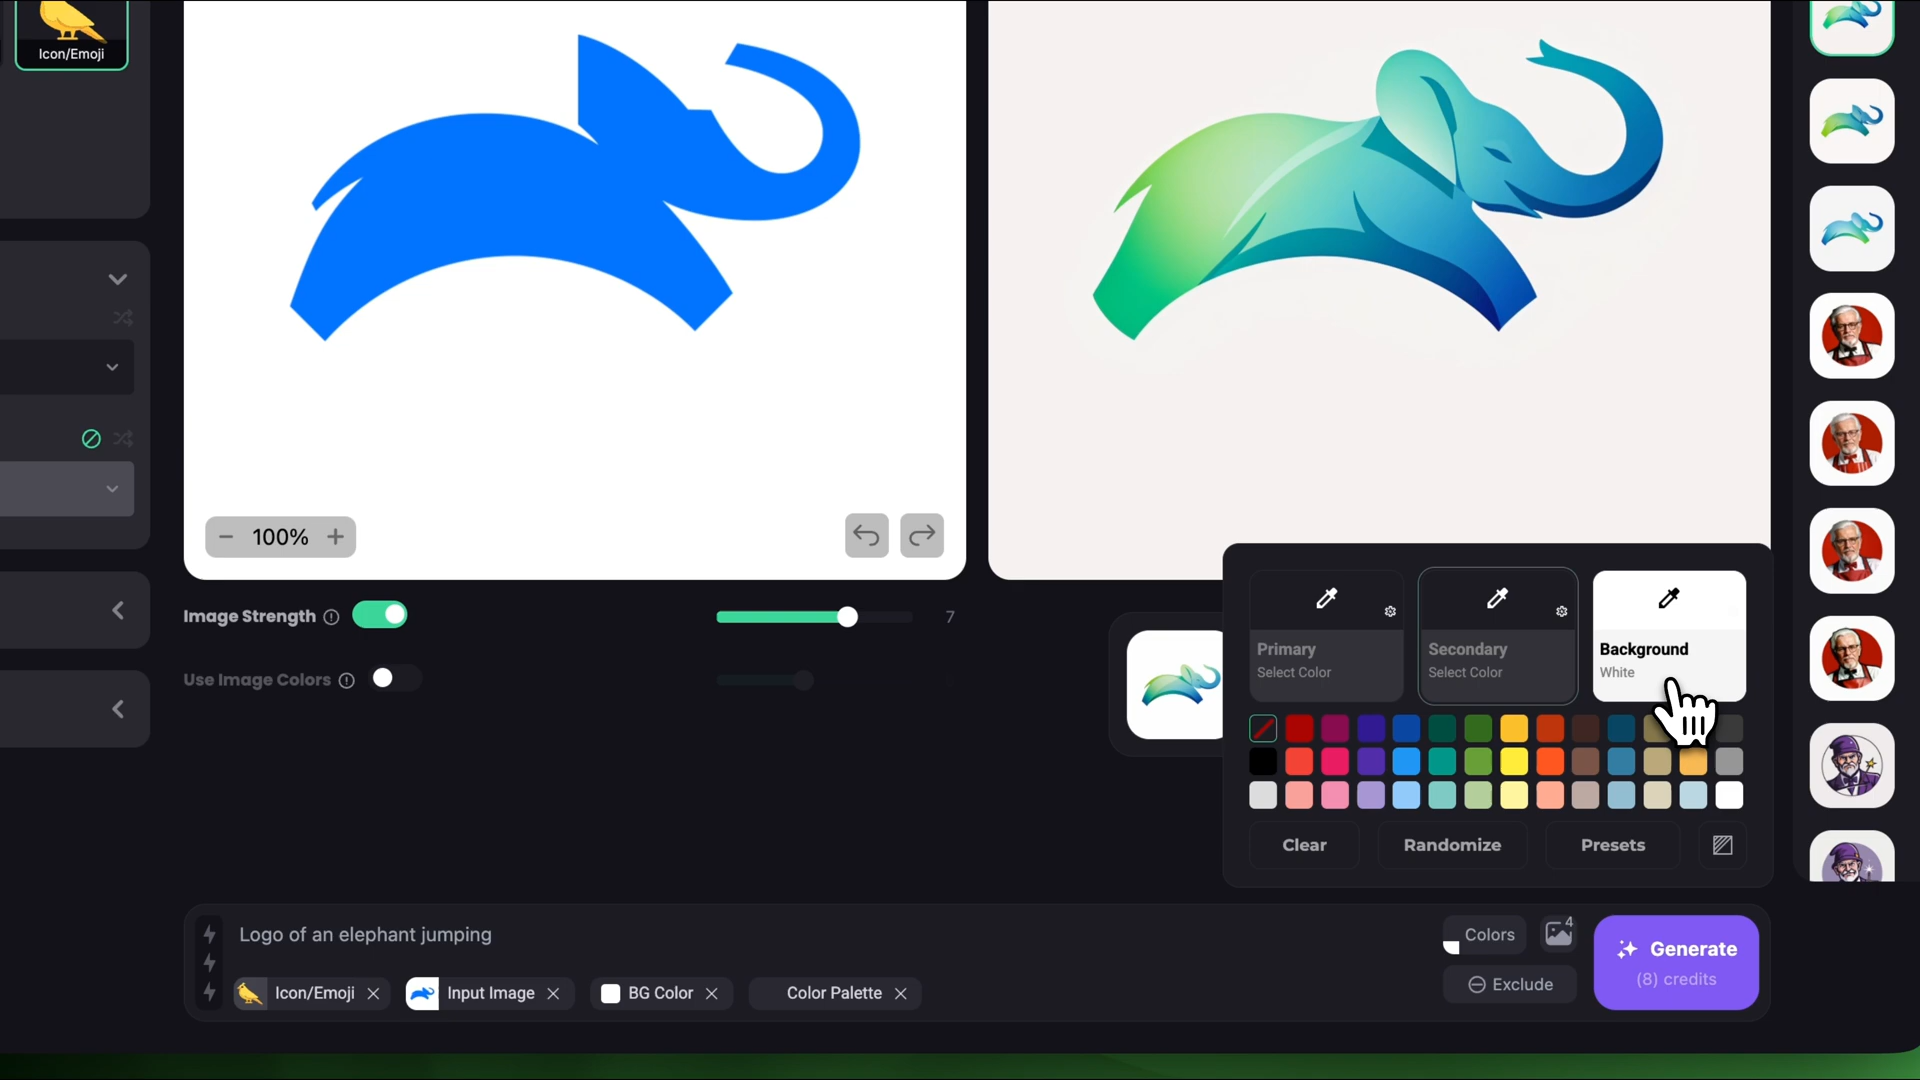 Icon/Emoji
100%
Image Strength
7
Use Image Colors
Primary
Select Color
Secondary
Select Color
Background
White
Clear
Randomize
Presets
Logo of an elephant jumping
Icon/Emoji
Input Image
BG Color
Color Palette
Colors
4
Exclude
Generate
(8) credits